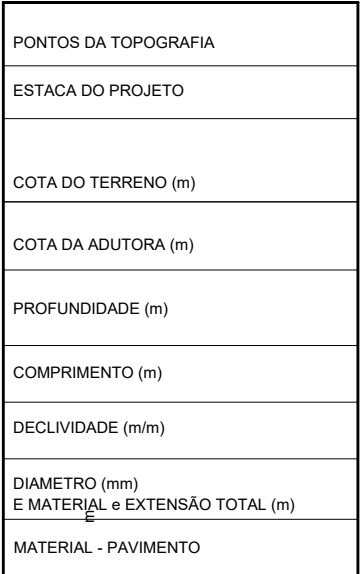 PONTOS DA TOPOGRAFIA
ESTACA DO PROJETO
COTA DO TERRENO (m)
COTA DA ADUTORA (m)
PROFUNDIDADE (m)
COMPRIMENTO (m)
DECLIVIDADE (m/m)
DIAMETRO (mm)
E MATERIAL e EXTENSÃO TOTAL (m)
MATERIAL - PAVIMENTO